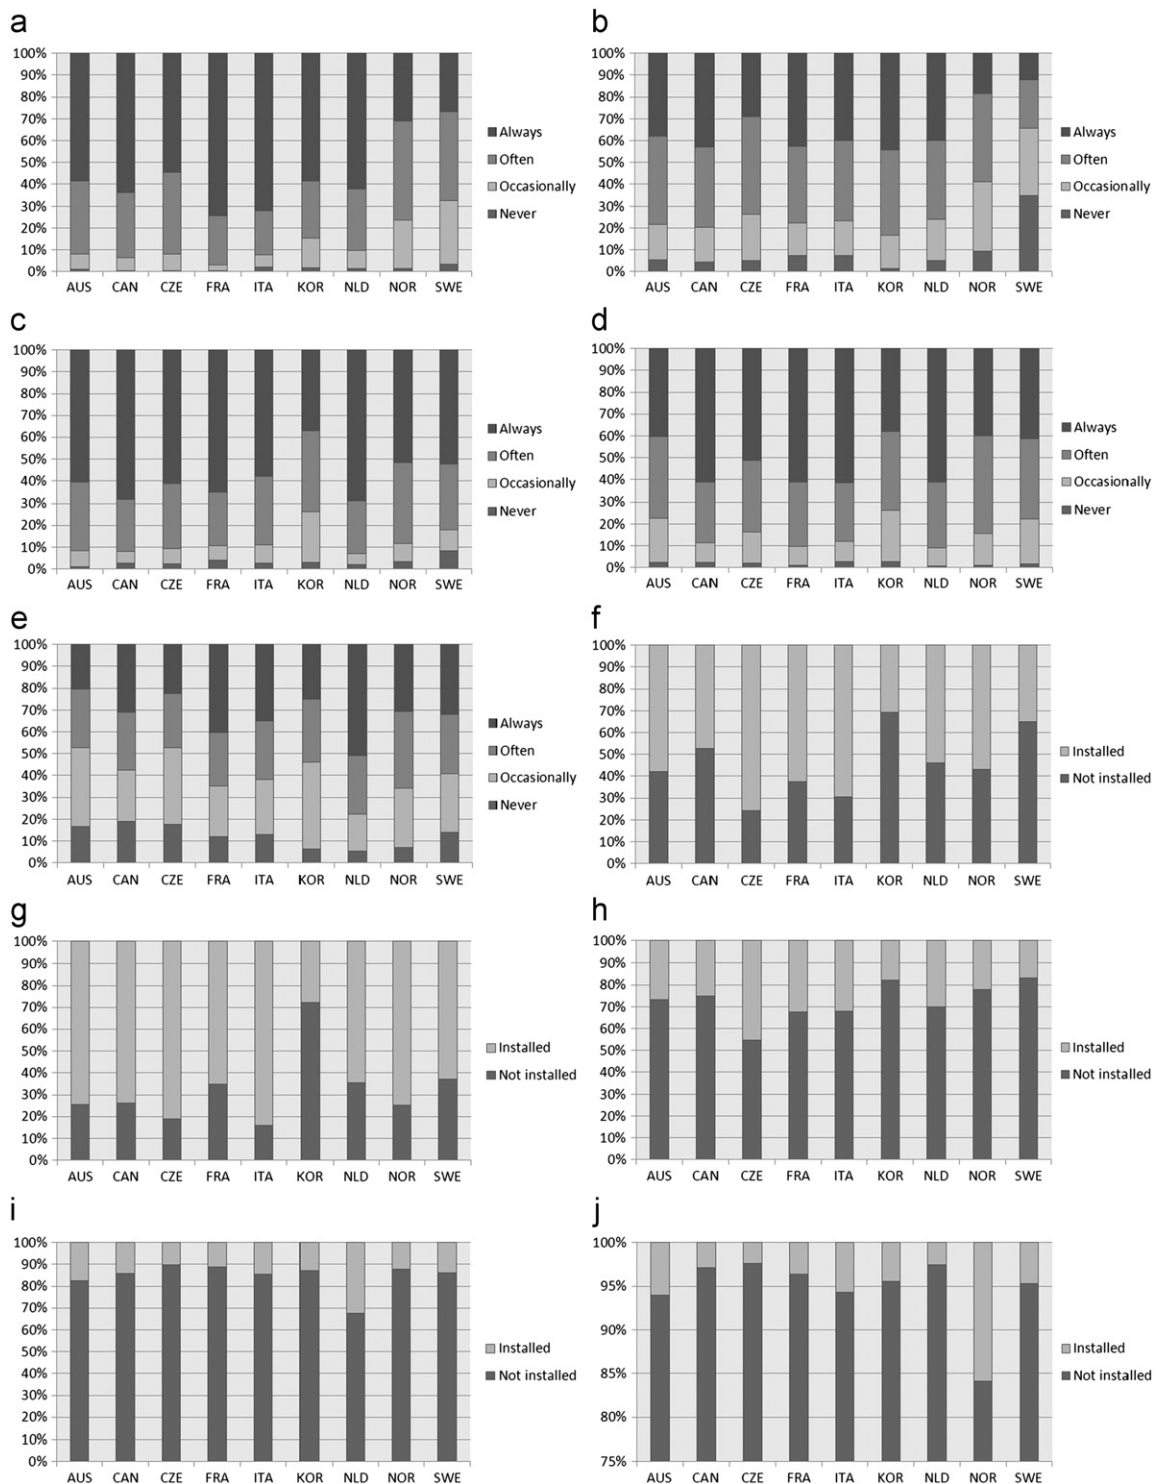 a
100%
90%
80%
70%
60%
50%
40%
30%
20%
10%
0%
AUS CAN CZE FRA ITA KOR NLD NOR SWE
Always
Often
Occasionally
Never
b
100%
90%
80%
70%
60%
50%
40%
30%
20%
10%
0%
AUS CAN CZE FRA ITA KOR NLD NOR SWE
Always
Often
Occasionally
Never
c
100%
90%
80%
70%
60%
50%
40%
30%
20%
10%
0%
AUS CAN CZE FRA ITA KOR NLD NOR SWE
Always
Often
Occasionally
Never
d
100%
90%
80%
70%
60%
50%
40%
30%
20%
10%
0%
AUS CAN CZE FRA ITA KOR NLD NOR SWE
Always
Often
Occasionally
Never
e
100%
90%
80%
70%
60%
50%
40%
30%
20%
10%
0%
AUS CAN CZE FRA ITA KOR NLD NOR SWE
Always
Often
Occasionally
Never
f
100%
90%
80%
70%
60%
50%
40%
30%
20%
10%
0%
AUS CAN CZE FRA ITA KOR NLD NOR SWE
Installed
Not installed
g
100%
90%
80%
70%
60%
50%
40%
30%
20%
10%
0%
AUS CAN CZE FRA ITA KOR NLD NOR SWE
Installed
Not installed
h
100%
90%
80%
70%
60%
50%
40%
30%
20%
10%
0%
AUS CAN CZE FRA ITA KOR NLD NOR SWE
Installed
Not installed
i
100%
90%
80%
70%
60%
50%
40%
30%
20%
10%
0%
AUS CAN CZE FRA ITA KOR NLD NOR SWE
Installed
Not installed
j
100%
95%
90%
85%
80%
75%
AUS CAN CZE FRA ITA KOR NLD NOR SWE
Installed
Not installed